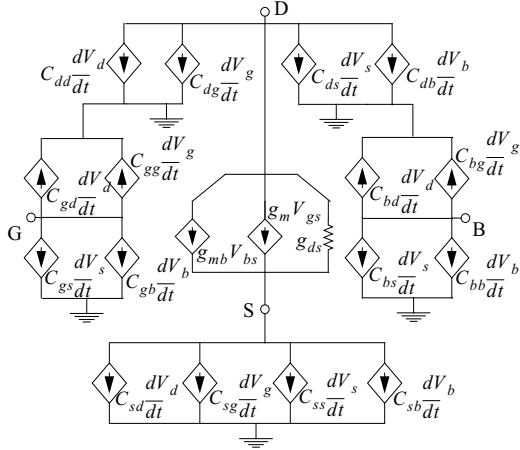 D
C_dd dV_d/dt C_dg dV_g/dt C_ds dV_s/dt C_db dV_b/dt
C_gd dV_d/dt C_gg dV_g/dt C_bd dV_d/dt C_bg dV_g/dt
G B
g_mb V_bs g_m V_gs g_ds
C_gs dV_s/dt C_gb dV_b/dt C_bs dV_s/dt C_bb dV_b/dt
S
C_sd dV_d/dt C_sg dV_g/dt C_ss dV_s/dt C_sb dV_b/dt